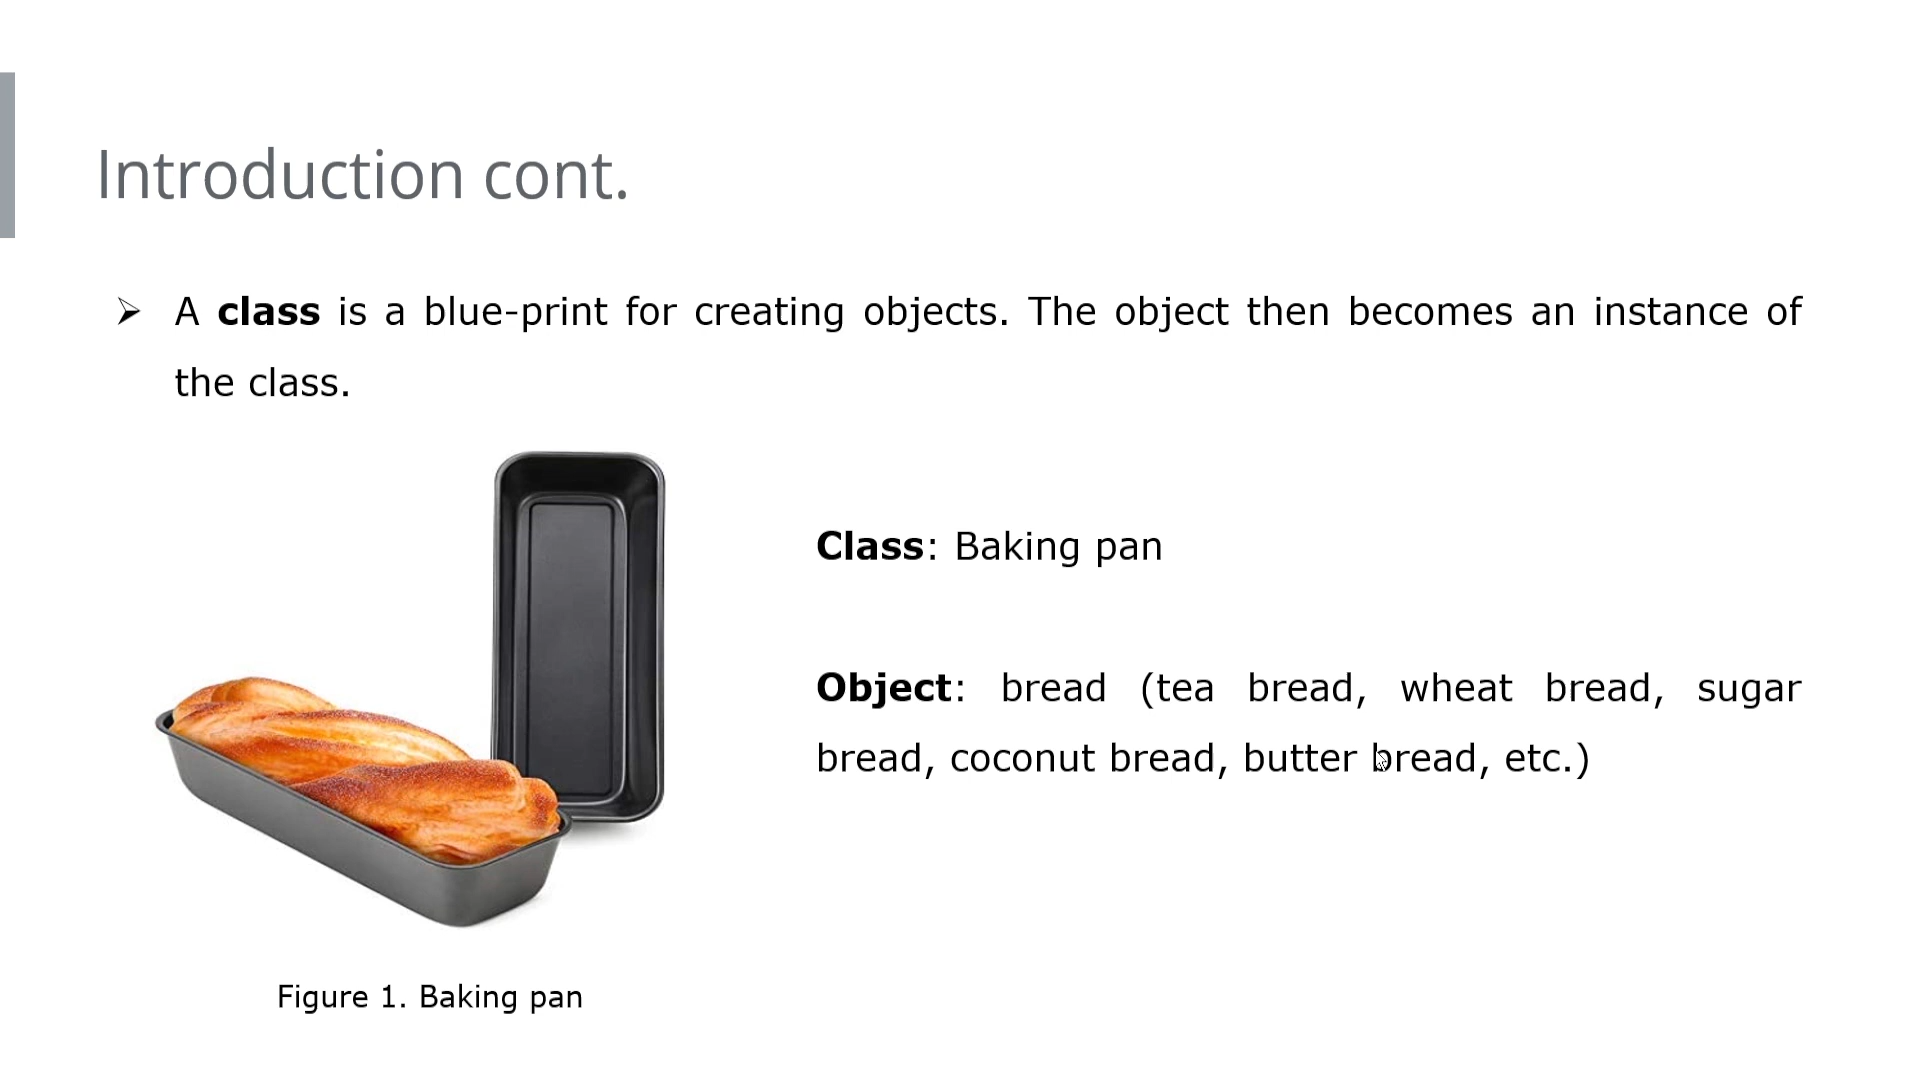 Introduction cont.
A class is a blue-print for creating objects. The object then becomes an instance of
the class.
Class: Baking pan
Object: bread (tea bread, wheat bread, sugar
bread, coconut bread, butter bread, etc.)
Figure 1. Baking pan